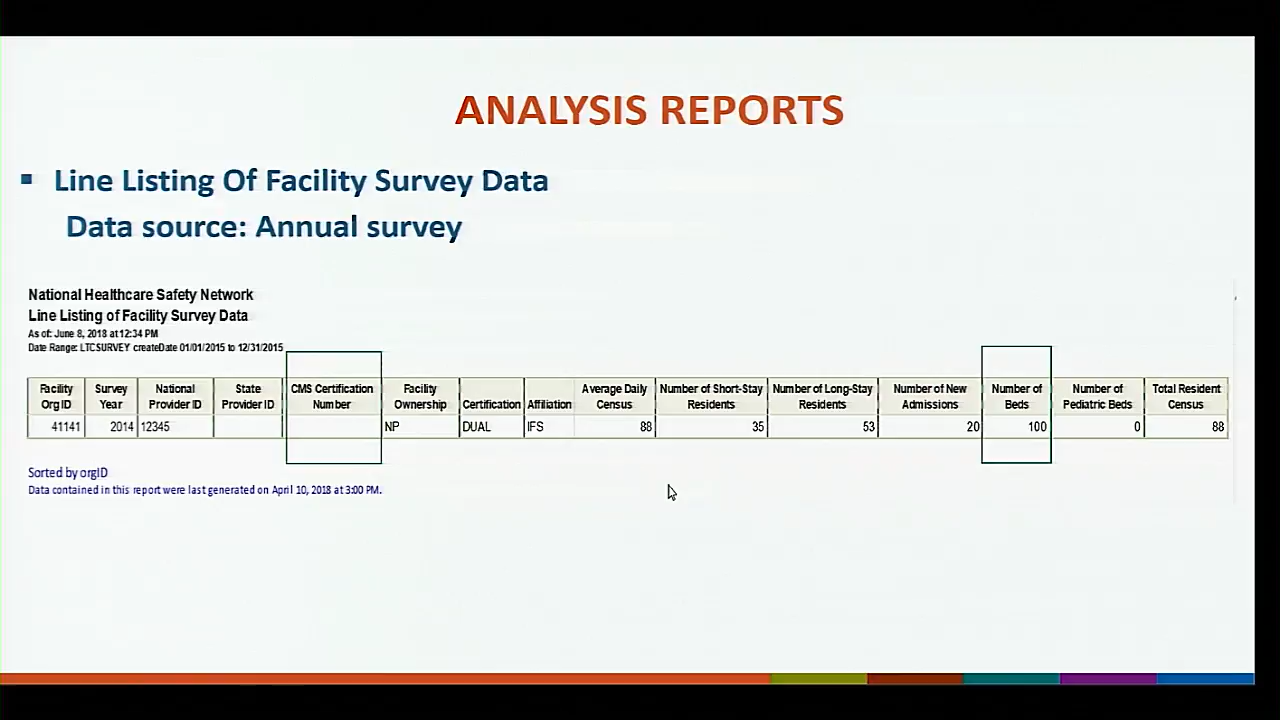 ANALYSIS REPORTS
Line Listing Of Facility Survey Data
Data source: Annual survey
National Healthcare Safety Network
Line Listing of Facility Survey Data
As of: June 8, 2018 at 12:34 PM
Date Range: LTCSURVEY createDate 01/01/2015 to 12/31/2015
Facility Survey National State CMS Certification Facility Average Daily Number of Short-Stay Number of Long-Stay Number of New Number of Number of Total Resident
Org ID Year Provider ID Provider ID Number Ownership Certification Affiliation Census Residents Residents Admissions Beds Pediatric Beds Census
41141 2014 12345 NP DUAL IFS 88 35 53 20 100 0 88
Sorted by orgID
Data contained in this report were last generated on April 10, 2018 at 3:00 PM.